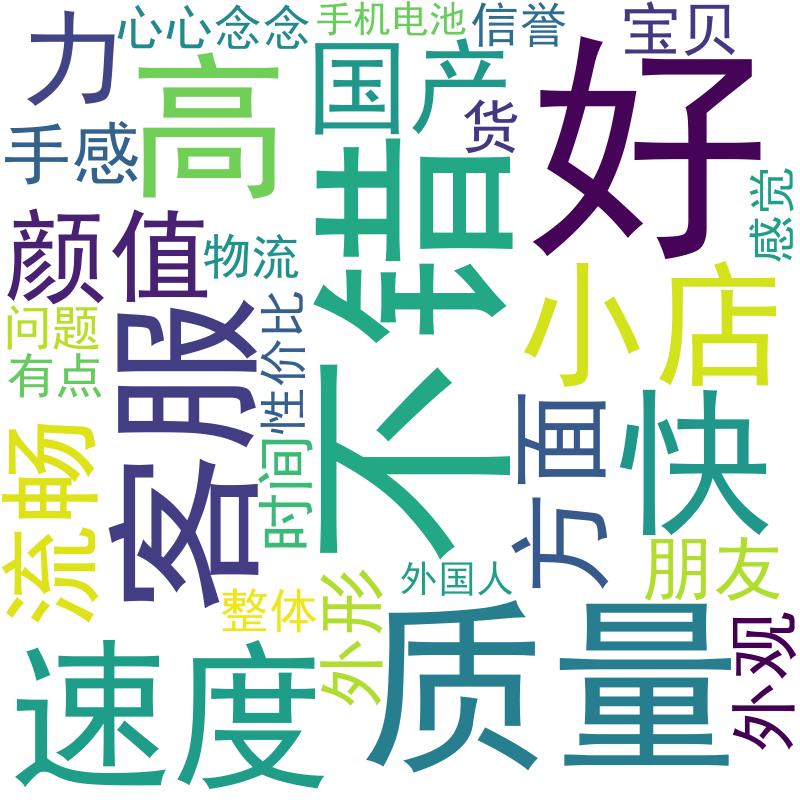 力
心心念念
手机电池
信誉
宝贝
国产
高
好
货
手感
不错
感觉
颜值
物流
小店
问题
性价比
客服
有点
快
方面
流畅
时间
朋友
外国人
整体
外形
质量
外观
速度